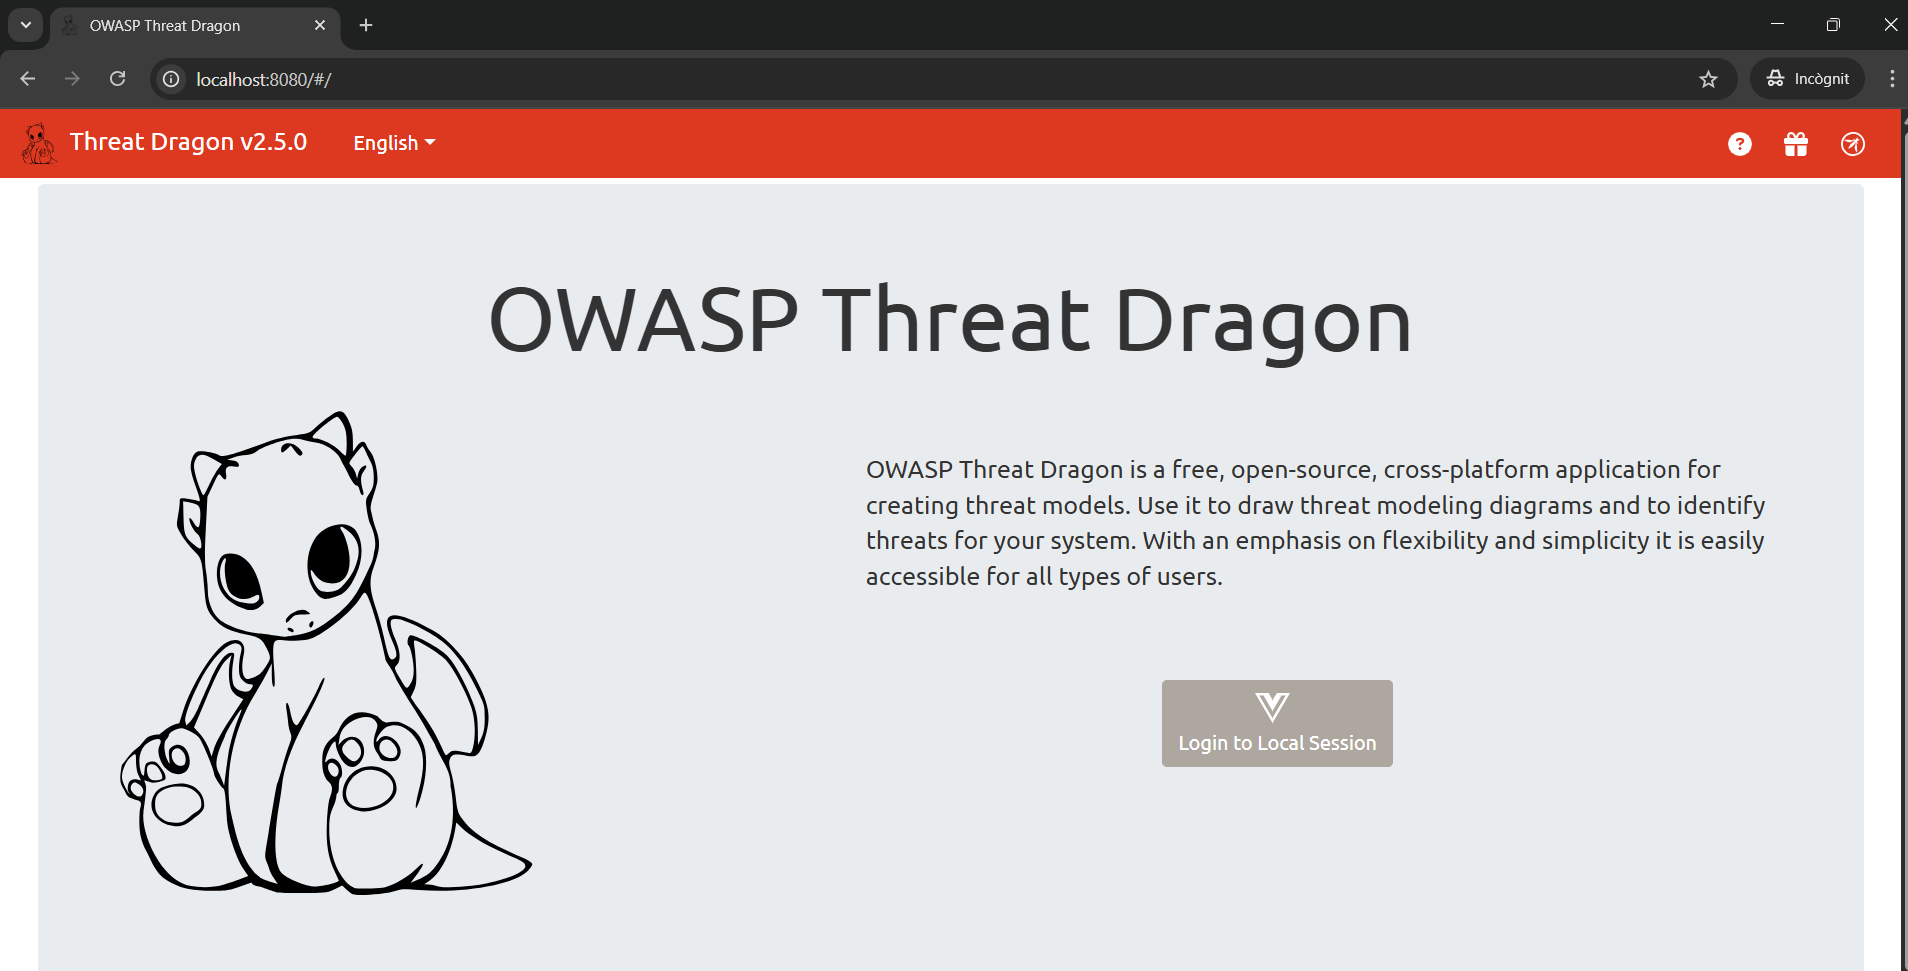 OWASP Threat Dragon
localhost:8080/#/
Incògnit
Threat Dragon v2.5.0
English
?
OWASP Threat Dragon
OWASP Threat Dragon is a free, open-source, cross-platform application for
creating threat models. Use it to draw threat modeling diagrams and to identify
threats for your system. With an emphasis on flexibility and simplicity it is easily
accessible for all types of users.
Login to Local Session